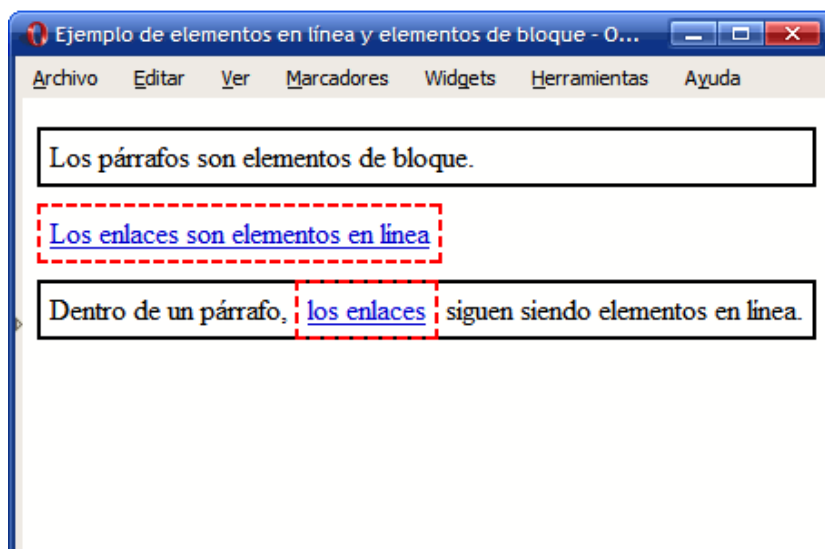 Ejemplo de elementos en línea y elementos de bloque - O...
Archivo Editar Ver Marcadores Widgets Herramientas Ayuda
Los párrafos son elementos de bloque.
Los enlaces son elementos en línea
Dentro de un párrafo, los enlaces siguen siendo elementos en línea.